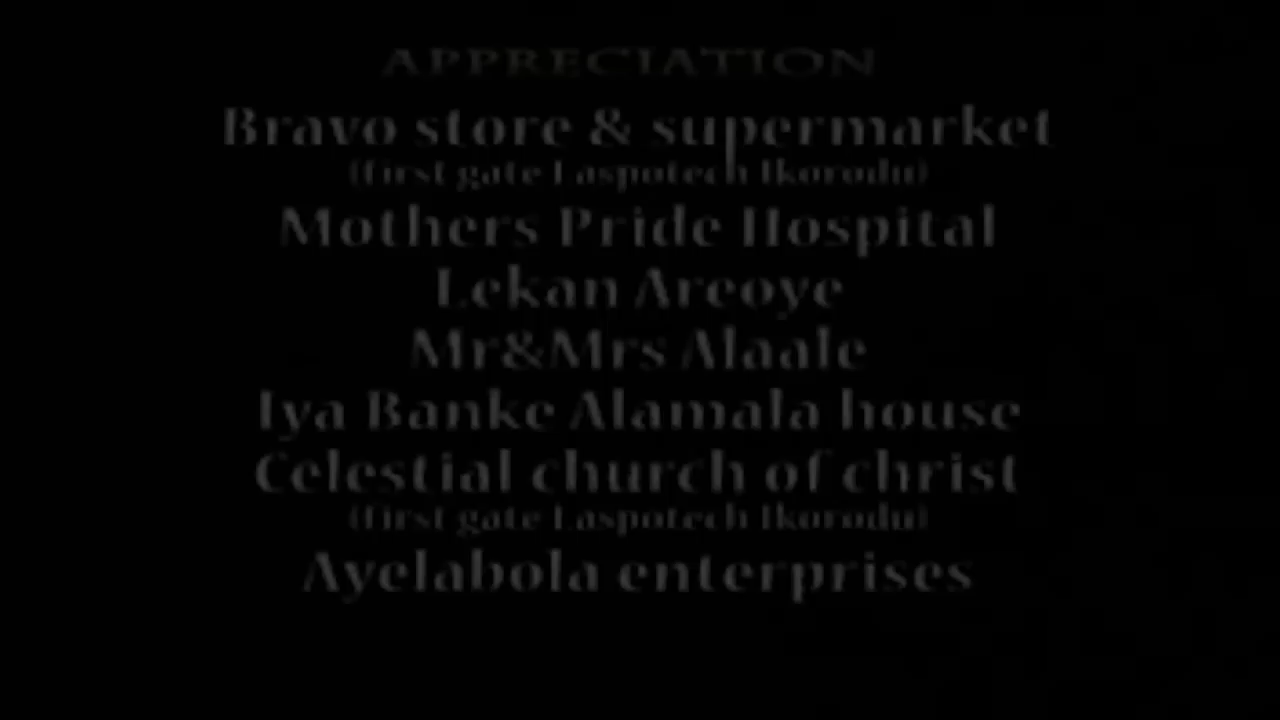 APPRECIATION
Bravo store & supermarket
(first gate Laspotech Ikorodu)
Mothers Pride Hospital
Lekan Areoye
Mr&Mrs Alaale
Iya Banke Alamala house
Celestial church of christ
(first gate Laspotech Ikorodu)
Ayelabola enterprises